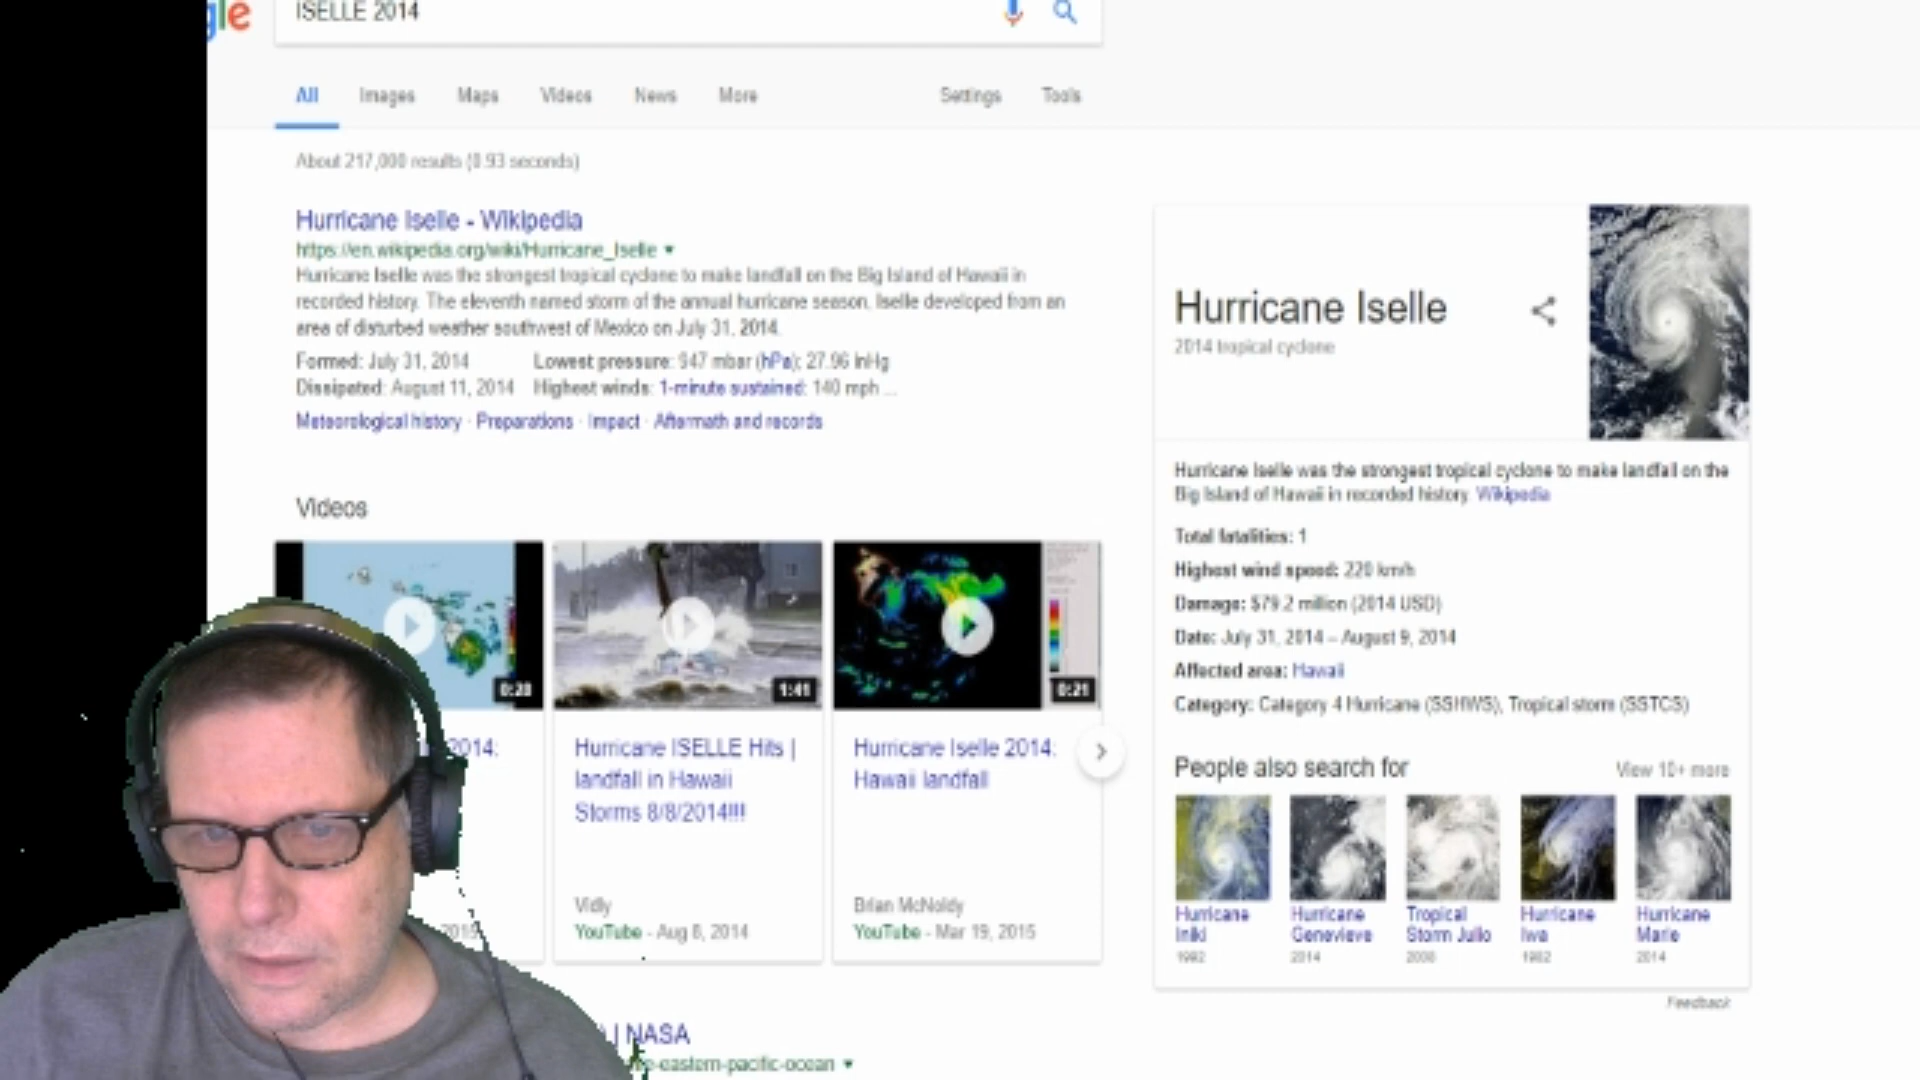 gle
ISELLE 2014
All Images Maps Videos News More Settings Tools
About 217,000 results (0.93 seconds)
Hurricane Iselle - Wikipedia
https://en.wikipedia.org/wiki/Hurricane_Iselle
Hurricane Iselle was the strongest tropical cyclone to make landfall on the Big Island of Hawaii in
recorded history. The eleventh named storm of the annual hurricane season, Iselle developed from an
area of disturbed weather southwest of Mexico on July 31, 2014.
Formed: July 31, 2014 Lowest pressure: 947 mbar (hPa); 27.96 inHg
Dissipated: August 11, 2014 Highest winds: 1-minute sustained: 140 mph ...
Meteorological history · Preparations · Impact · Aftermath and records
Videos
0:20
2014:
2015
1:41
Hurricane ISELLE Hits |
landfall in Hawaii
Storms 8/8/2014!!!
Vidly
YouTube - Aug 8, 2014
0:21
Hurricane Iselle 2014:
Hawaii landfall
Brian McNoldy
YouTube - Mar 19, 2015
| NASA
-eastern-pacific-ocean
Hurricane Iselle
2014 tropical cyclone
Hurricane Iselle was the strongest tropical cyclone to make landfall on the
Big Island of Hawaii in recorded history. Wikipedia
Total fatalities: 1
Highest wind speed: 220 km/h
Damage: $79.2 million (2014 USD)
Date: July 31, 2014 – August 9, 2014
Affected area: Hawaii
Category: Category 4 Hurricane (SSHWS), Tropical storm (SSTCS)
People also search for View 10+ more
Hurricane
Iniki
1992
Hurricane
Genevieve
2014
Tropical
Storm Julio
2008
Hurricane
Iwa
1982
Hurricane
Marie
2014
Feedback